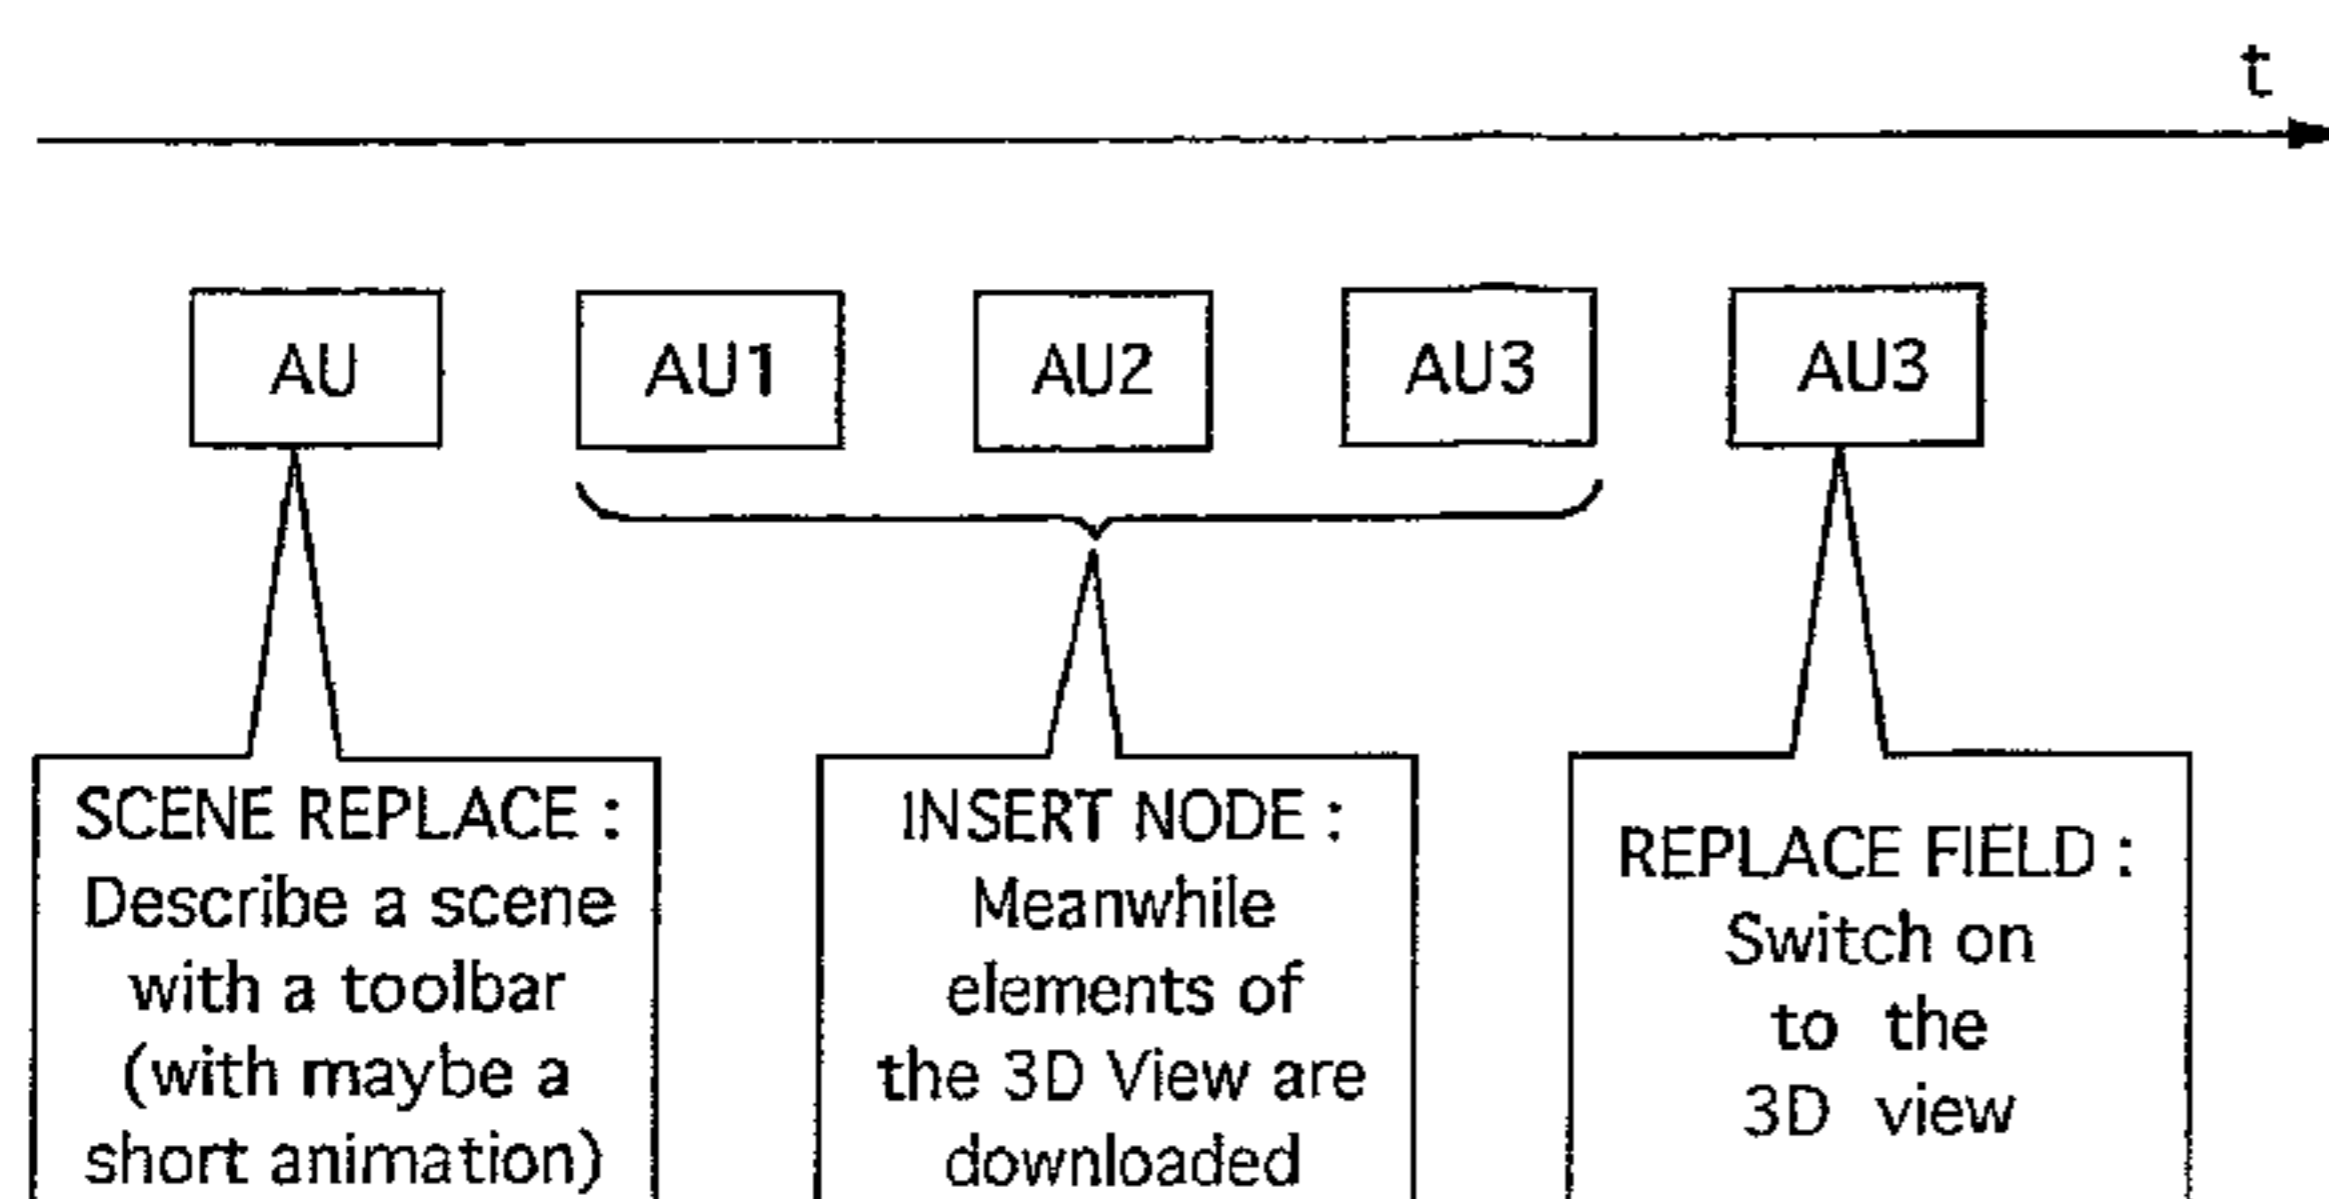 t
AU AU1 AU2 AU3 AU3
SCENE REPLACE :
Describe a scene
with a toolbar
(with maybe a
short animation)
INSERT NODE :
Meanwhile
elements of
the 3D View are
downloaded
REPLACE FIELD :
Switch on
to the
3D view